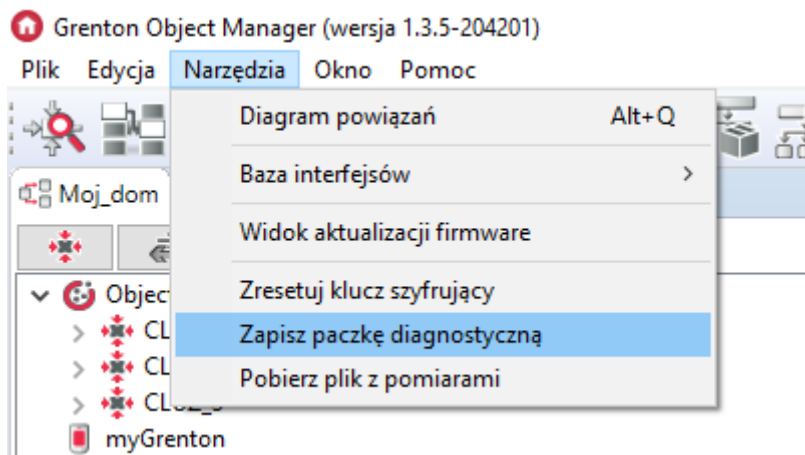 Grenton Object Manager (wersja 1.3.5-204201)
Plik Edycja Narzędzia Okno Pomoc
Diagram powiązań Alt+Q
Baza interfejsów
Moj_dom
Widok aktualizacji firmware
Zresetuj klucz szyfrujący
Zapisz paczkę diagnostyczną
Pobierz plik z pomiarami
myGrenton